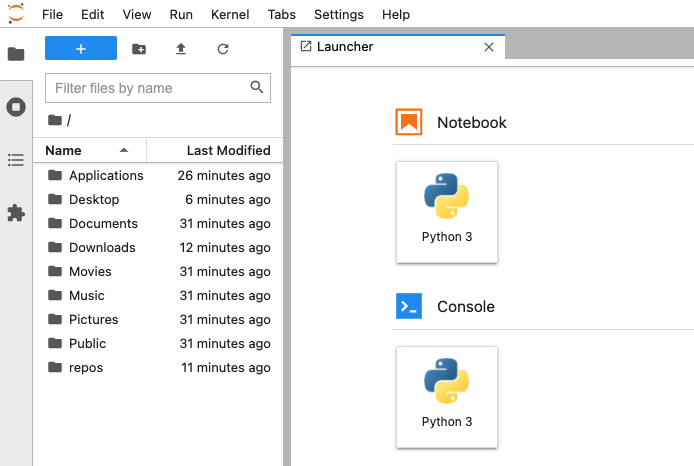 File Edit View Run Kernel Tabs Settings Help
+
Filter files by name
/
Name Last Modified
Applications 26 minutes ago
Desktop 6 minutes ago
Documents 31 minutes ago
Downloads 12 minutes ago
Movies 31 minutes ago
Music 31 minutes ago
Pictures 31 minutes ago
Public 31 minutes ago
repos 11 minutes ago
Launcher
Notebook
Python 3
Console
Python 3